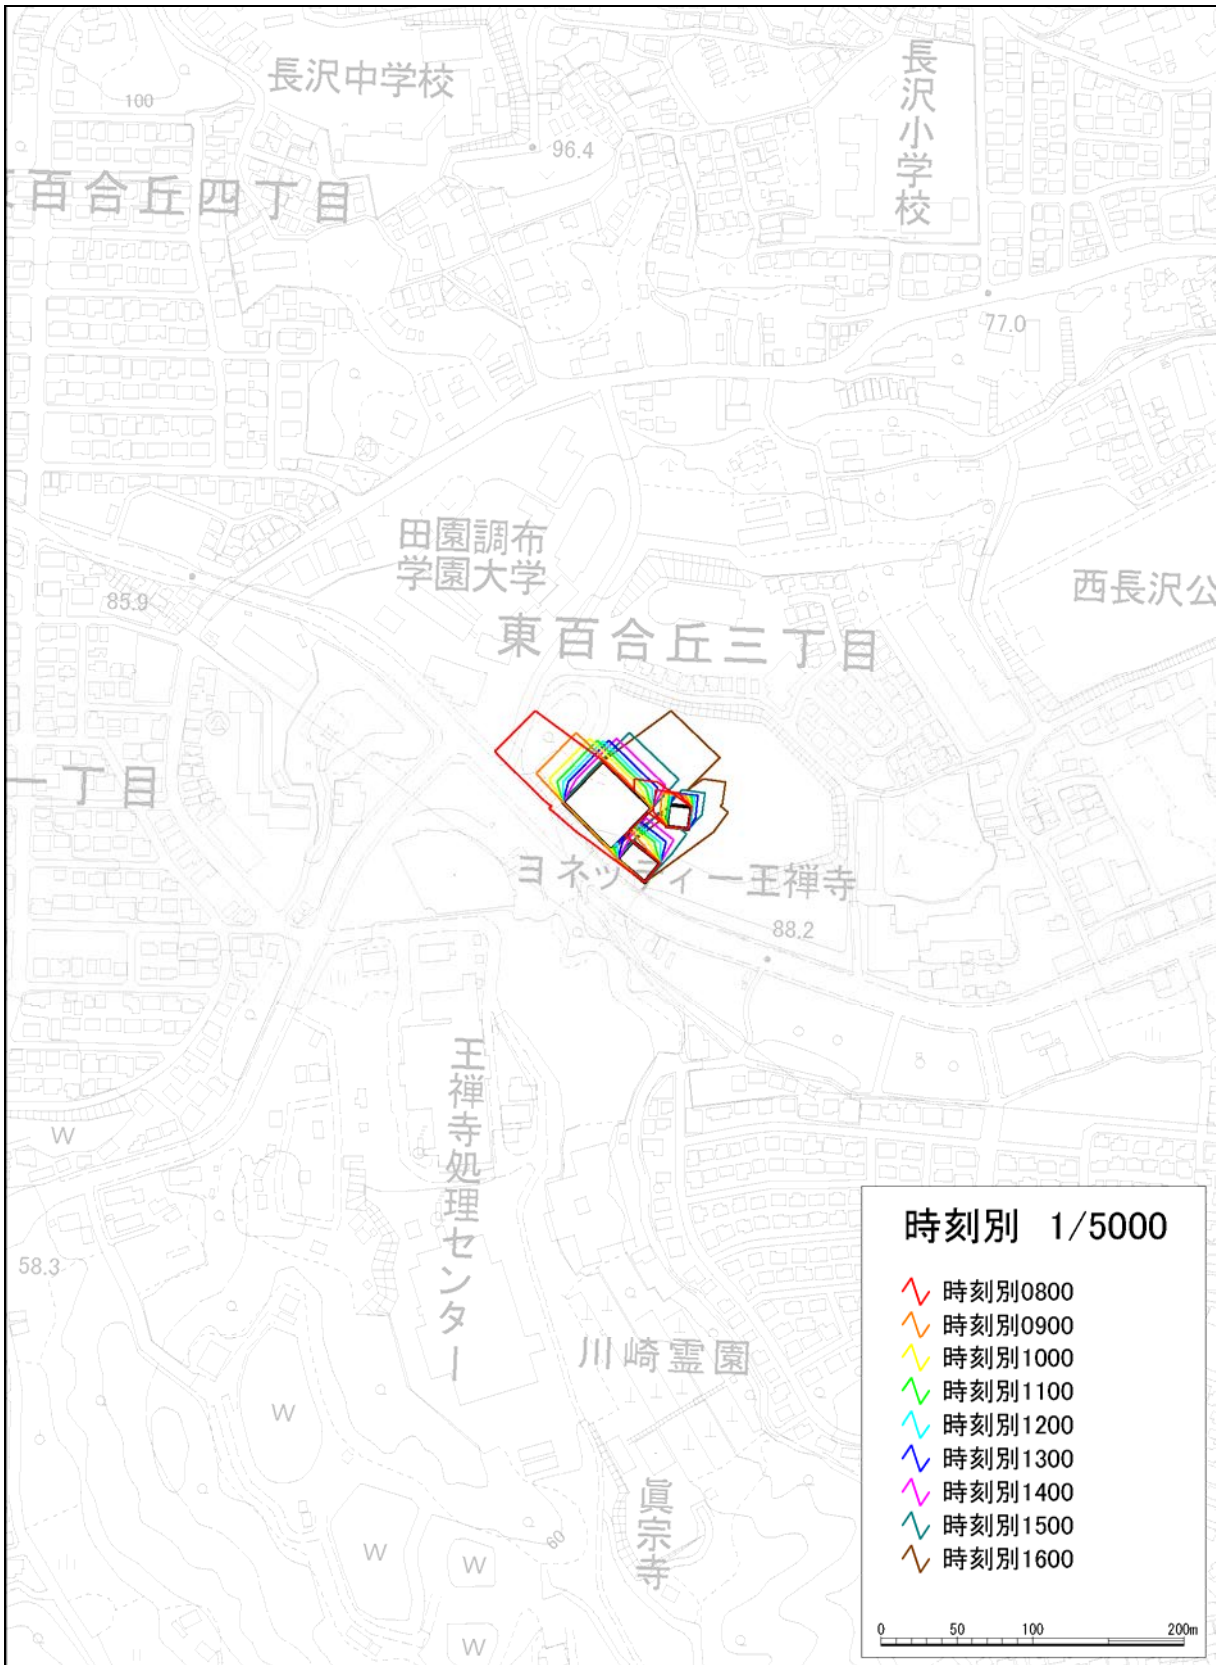 長沢中学校
長沢小学校
100
96.4
東百合丘四丁目
77.0
田園調布
学園大学
85.9
西長沢公
東百合丘三丁目
一丁目
ヨネッティー王禅寺
88.2
王禅寺処理センター
W
58.3
川崎霊園
W
眞宗寺
60
W
W
W
時刻別 1/5000
時刻別0800
時刻別0900
時刻別1000
時刻別1100
時刻別1200
時刻別1300
時刻別1400
時刻別1500
時刻別1600
0 50 100 200m